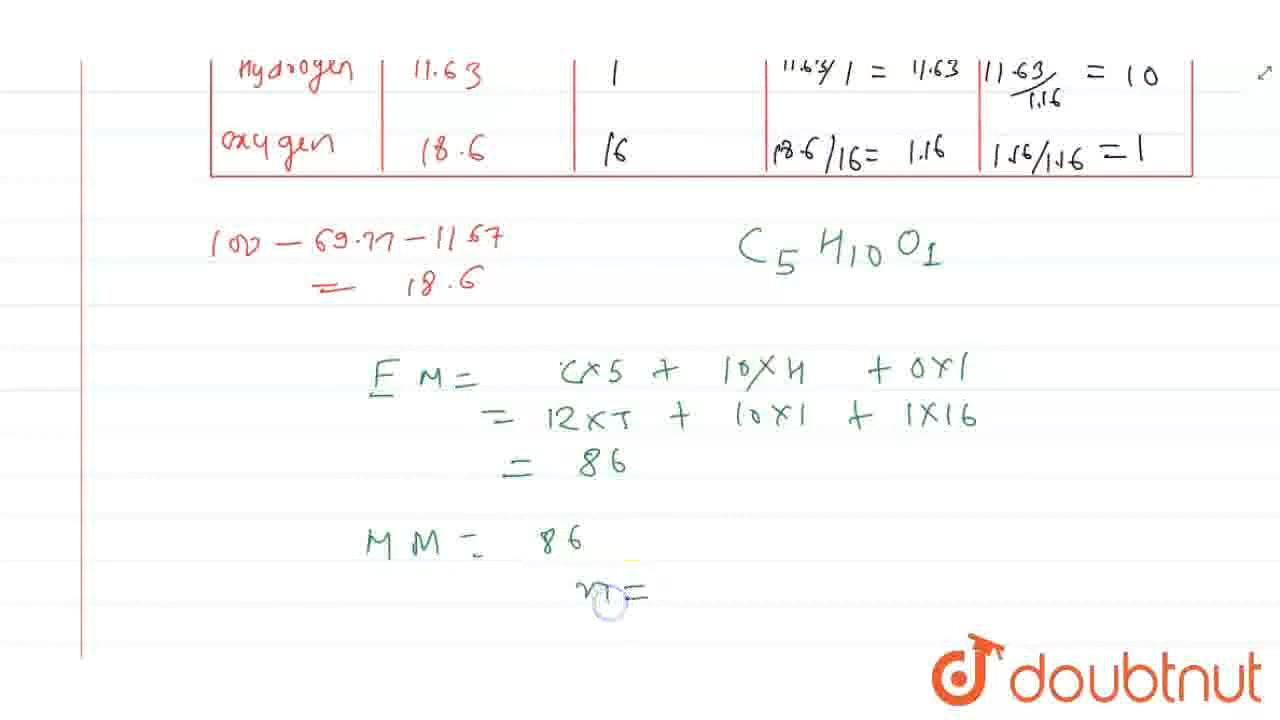 Hydrogen 11.63 1 11.63/1 = 11.63 11.63/1.16 = 10
Oxygen 18.6 16 18.6/16= 1.16 1.16/1.16 =1
100 - 69.77 - 11.67
= 18.6
C5 H10 O1
E M = C×5 + 10×H + O×1
= 12×5 + 10×1 + 1×16
= 86
M M = 86
n=
doubtnut